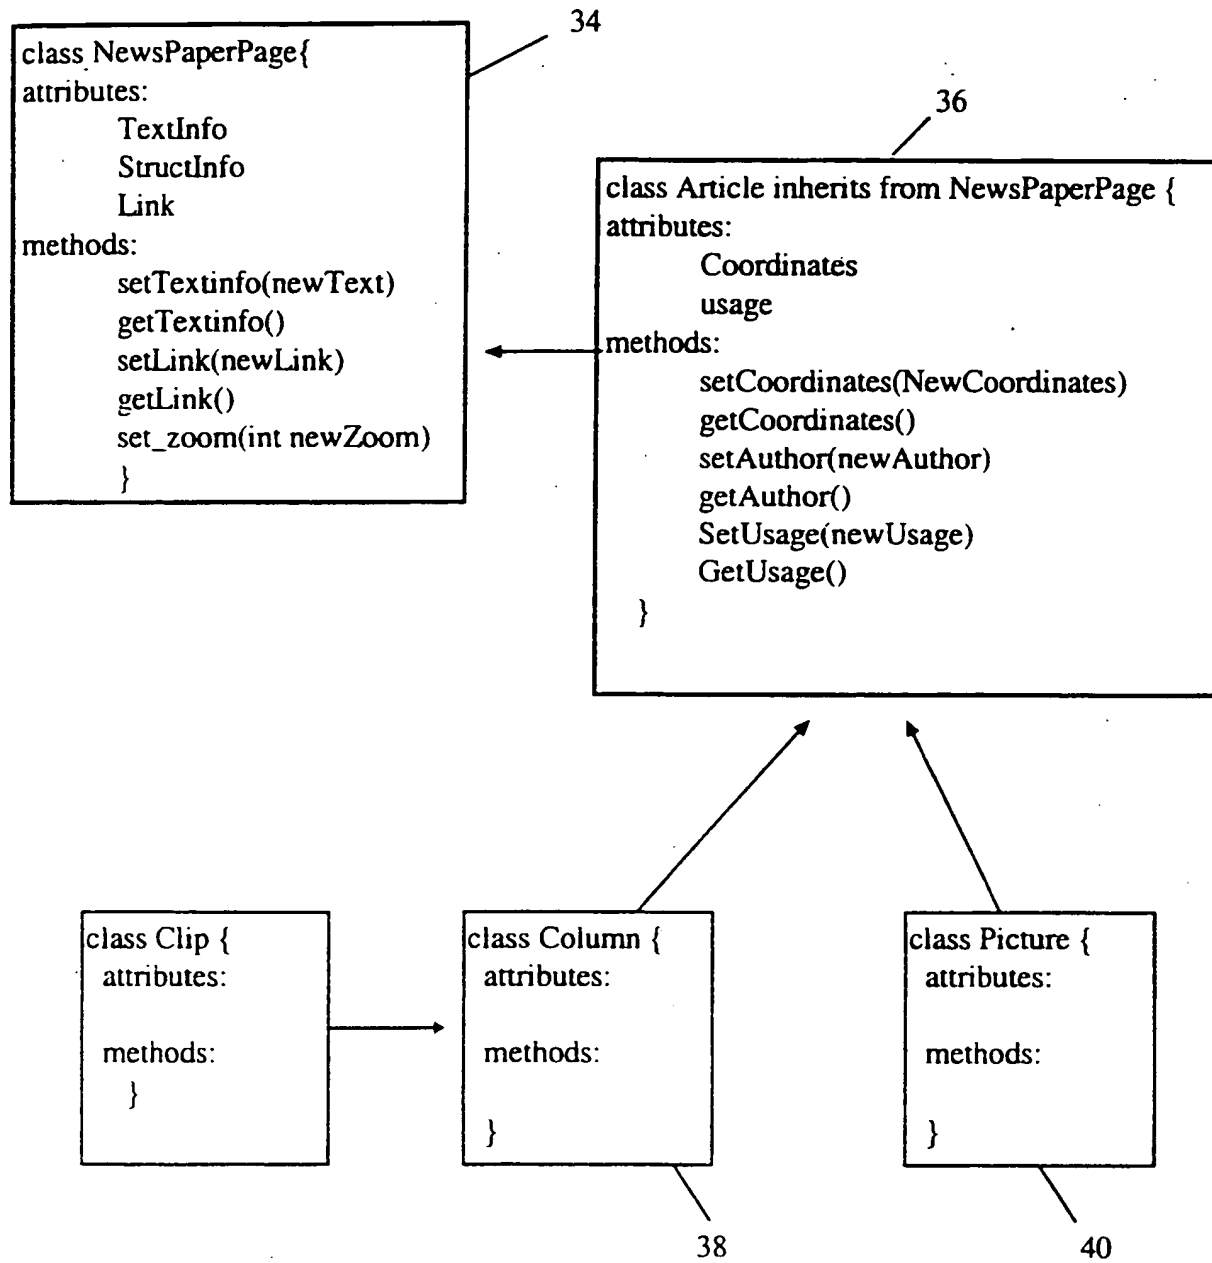 34
class NewsPaperPage{
attributes:
TextInfo
StructInfo
Link
methods:
setTextinfo(newText)
getTextinfo()
setLink(newLink)
getLink()
set_zoom(int newZoom)
}
36
class Article inherits from NewsPaperPage {
attributes:
Coordinates
usage
methods:
setCoordinates(NewCoordinates)
getCoordinates()
setAuthor(newAuthor)
getAuthor()
SetUsage(newUsage)
GetUsage()
}
class Clip {
attributes:
methods:
}
class Column {
attributes:
methods:
}
38
class Picture {
attributes:
methods:
}
40